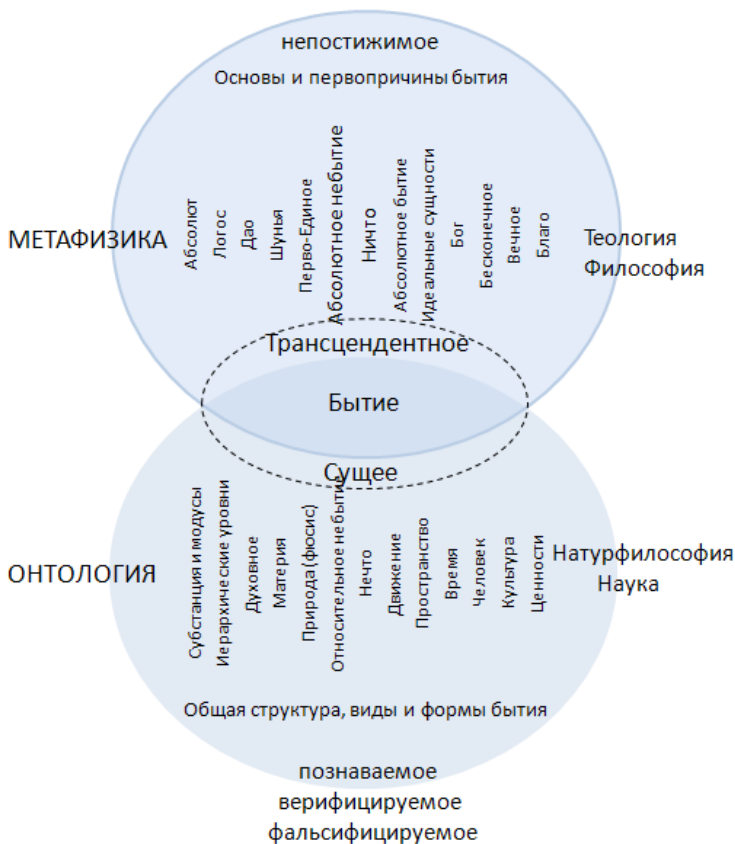 непостижимое
Основы и первопричины бытия
МЕТАФИЗИКА
Абсолют
Логос
Дао
Шунья
Перво-Единое
Абсолютное небытие
Ничто
Абсолютное бытие
Идеальные сущности
Бог
Бесконечное
Вечное
Благо
Теология
Философия
Трансцендентное
Бытие
Сущее
ОНТОЛОГИЯ
Субстанция и модусы
Иерархические уровни
Духовное
Материя
Природа (фюсис)
Относительное небытие
Нечто
Движение
Пространство
Время
Человек
Культура
Ценности
Натурфилософия
Наука
Общая структура, виды и формы бытия
познаваемое
верифицируемое
фальсифицируемое